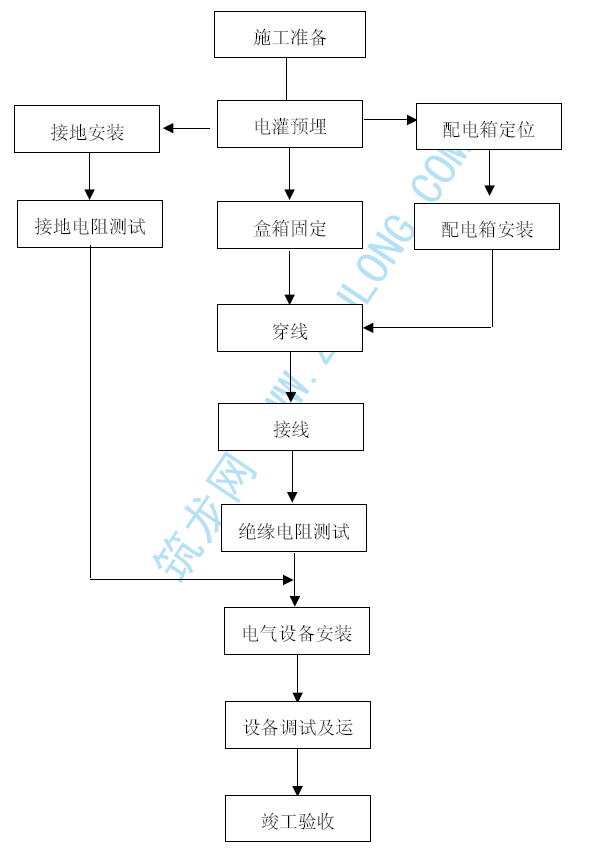 施工准备
接地安装
电灌预埋
配电箱定位
接地电阻测试
盒箱固定
配电箱安装
穿线
接线
绝缘电阻测试
电气设备安装
设备调试及运
竣工验收
筑龙网 WW.ZHULONG.COM